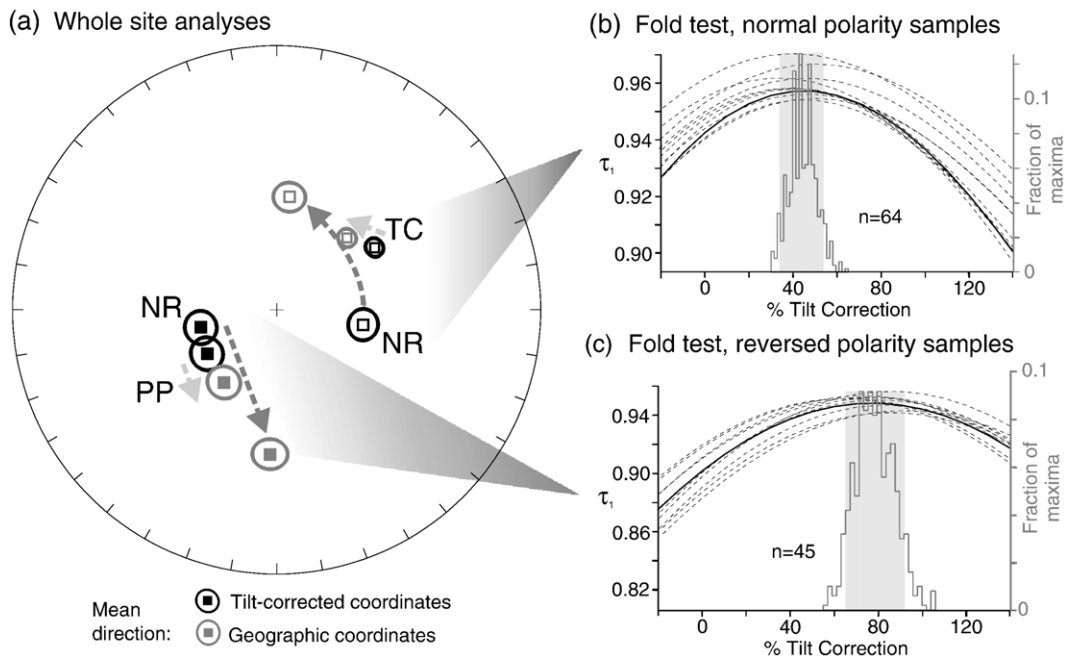 (a) Whole site analyses
TC
NR
NR
PP
Mean
direction:
Tilt-corrected coordinates
Geographic coordinates
(b) Fold test, normal polarity samples
0.96
0.94
0.92
0.90
τ1
0.1
0
Fraction of
maxima
n=64
0 40 80 120
% Tilt Correction
(c) Fold test, reversed polarity samples
0.94
0.90
0.86
0.82
τ1
0.1
0
Fraction of
maxima
n=45
0 40 80 120
% Tilt Correction